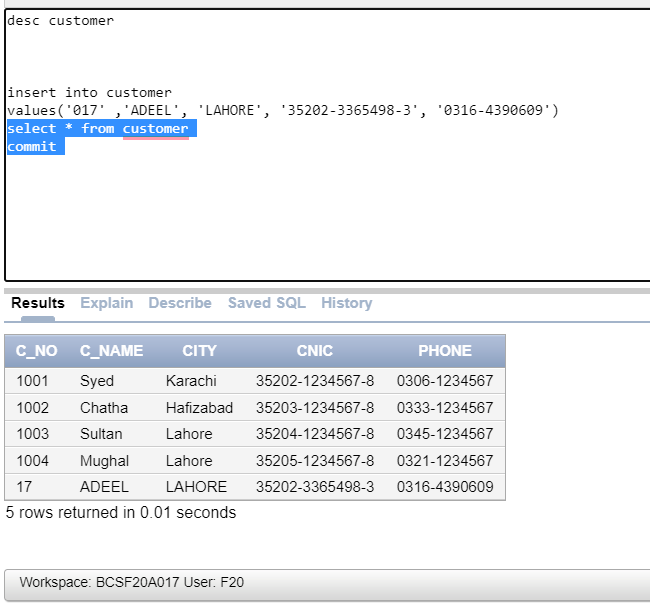 desc customer
insert into customer
values('017' ,'ADEEL', 'LAHORE', '35202-3365498-3', '0316-4390609')
select * from customer
commit
Results Explain Describe Saved SQL History
C_NO C_NAME CITY CNIC PHONE
1001 Syed Karachi 35202-1234567-8 0306-1234567
1002 Chatha Hafizabad 35203-1234567-8 0333-1234567
1003 Sultan Lahore 35204-1234567-8 0345-1234567
1004 Mughal Lahore 35205-1234567-8 0321-1234567
17 ADEEL LAHORE 35202-3365498-3 0316-4390609
5 rows returned in 0.01 seconds
Workspace: BCSF20A017 User: F20